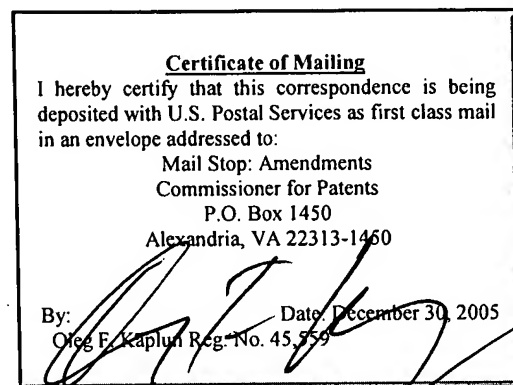 Certificate of Mailing
I hereby certify that this correspondence is being
deposited with U.S. Postal Services as first class mail
in an envelope addressed to:
Mail Stop: Amendments
Commissioner for Patents
P.O. Box 1450
Alexandria, VA 22313-1450
By: Date: December 30, 2005
Oleg F. Kaplun Reg. No. 45,559